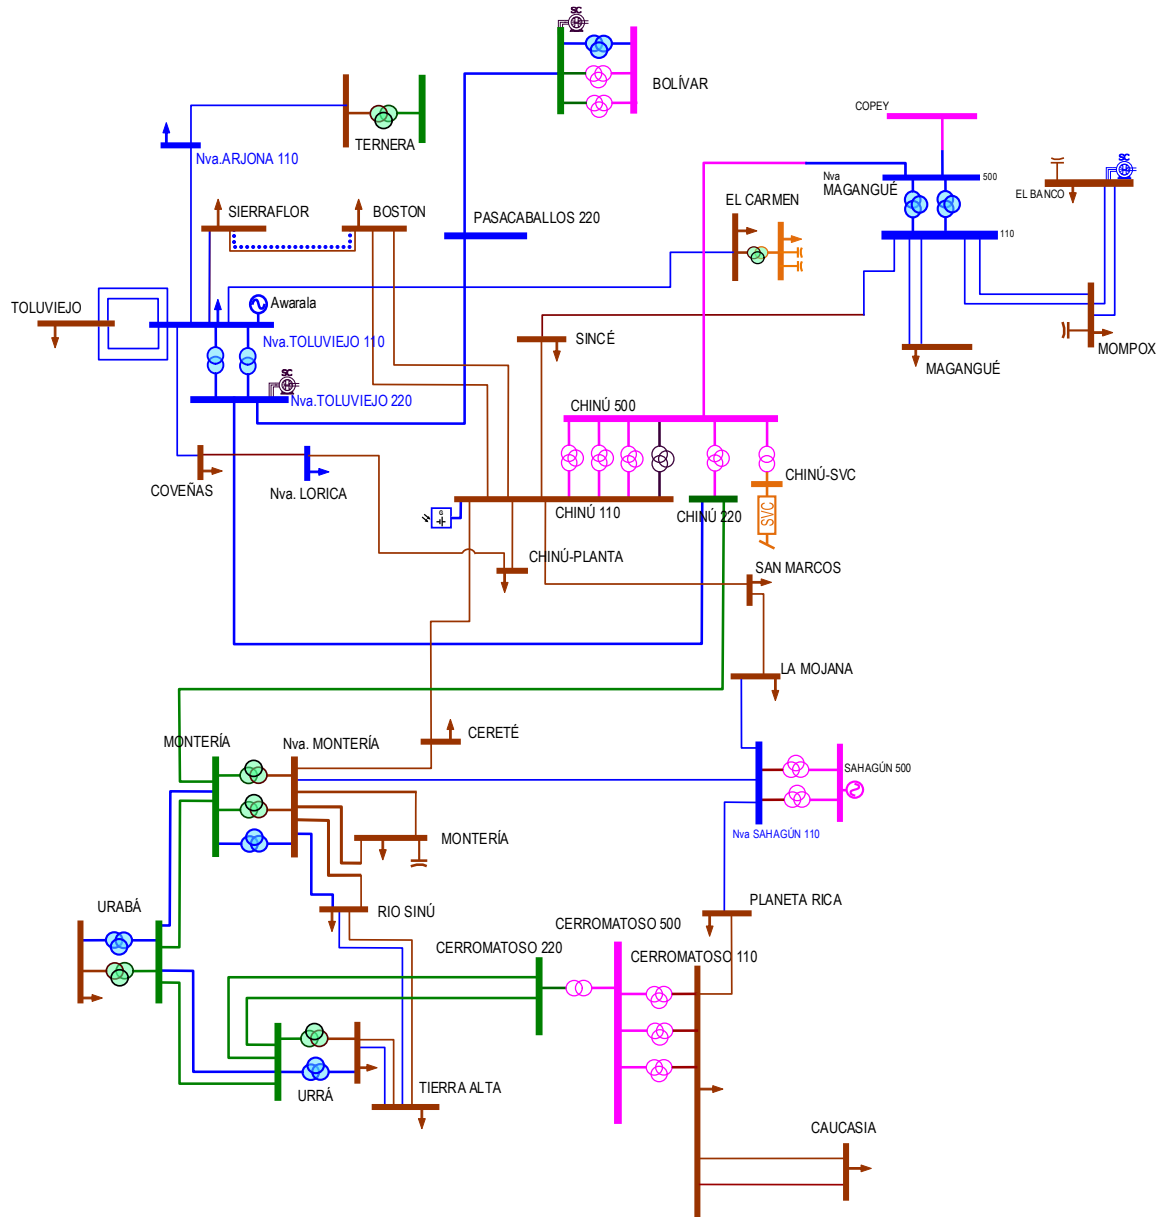 SC
BOLÍVAR
COPEY
TERNERA
Nva.ARJONA 110
Nva
MAGANGUÉ
500
SC
EL BANCO
EL CARMEN
SIERRAFLOR
BOSTON
PASACABALLOS 220
110
Awarala
TOLUVIEJO
Nva.TOLUVIEJO 110
SINCÉ
MOMPOX
MAGANGUÉ
SC
Nva.TOLUVIEJO 220
CHINÚ 500
CHINÚ-SVC
COVEÑAS
Nva. LORICA
G
CHINÚ 110
CHINÚ 220
SVC
CHINÚ-PLANTA
SAN MARCOS
LA MOJANA
CERETÉ
MONTERÍA
Nva. MONTERÍA
SAHAGÚN 500
Nva SAHAGÚN 110
MONTERÍA
URABÁ
RIO SINÚ
PLANETA RICA
CERROMATOSO 500
CERROMATOSO 220
CERROMATOSO 110
URRÁ
TIERRA ALTA
CAUCASIA